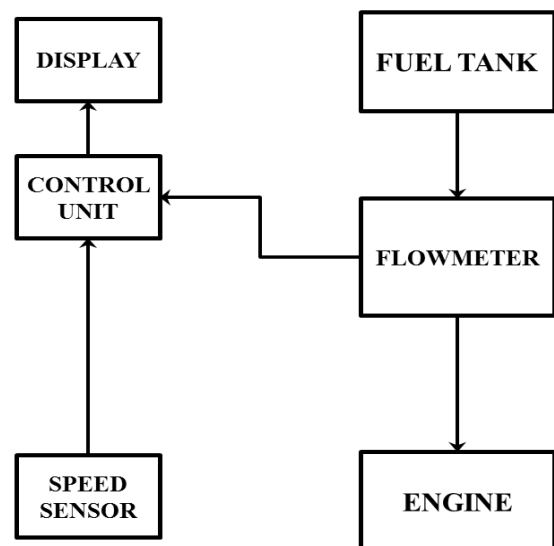 DISPLAY
FUEL TANK
CONTROL
UNIT
FLOWMETER
SPEED
SENSOR
ENGINE